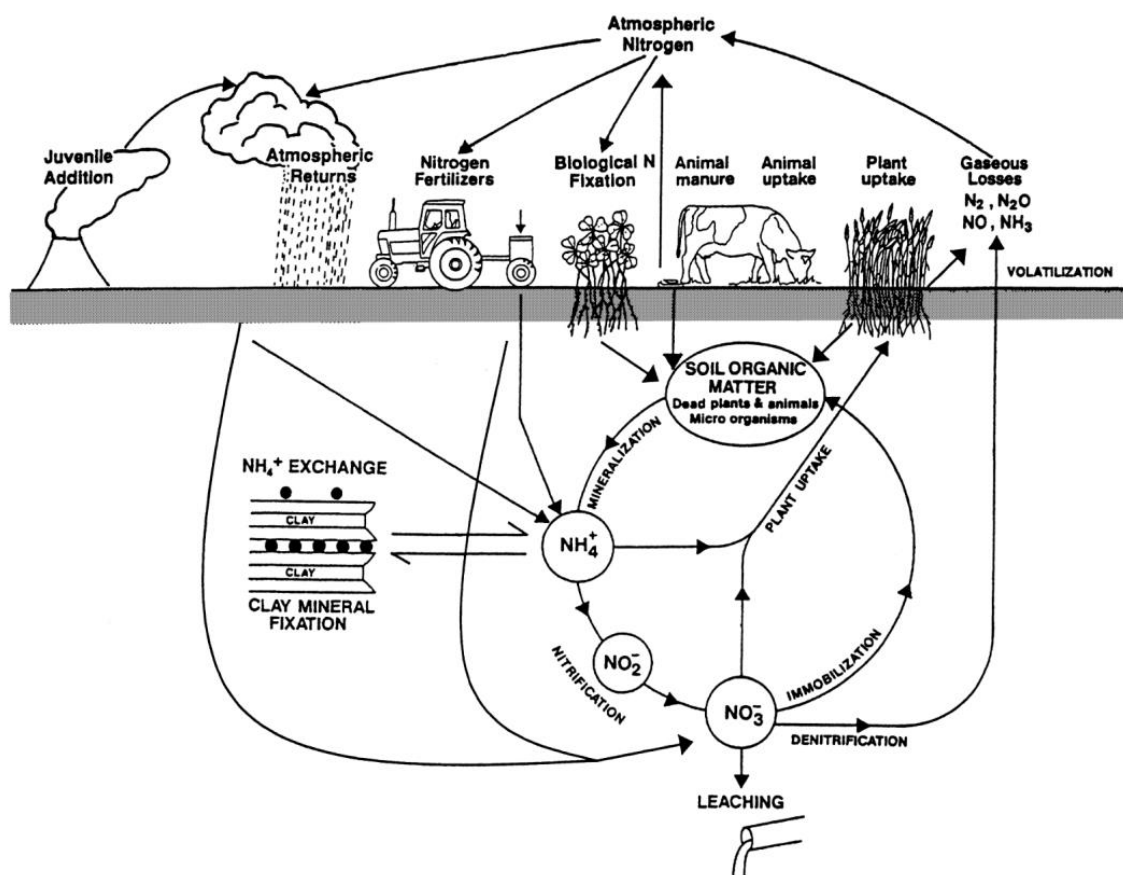 Atmospheric
Nitrogen
Juvenile
Addition
Atmospheric
Returns
Nitrogen
Fertilizers
Biological N
Fixation
Animal
manure
Animal
uptake
Plant
uptake
Gaseous
Losses
N₂ , N₂O
NO , NH₃
VOLATILIZATION
SOIL ORGANIC
MATTER
Dead plants & animals
Micro organisms
MINERALIZATION
PLANT UPTAKE
NH₄⁺ EXCHANGE
CLAY
CLAY
CLAY MINERAL
FIXATION
NH₄⁺
NO₂⁻
NITRIFICATION
NO₃⁻
IMMOBILIZATION
DENITRIFICATION
LEACHING